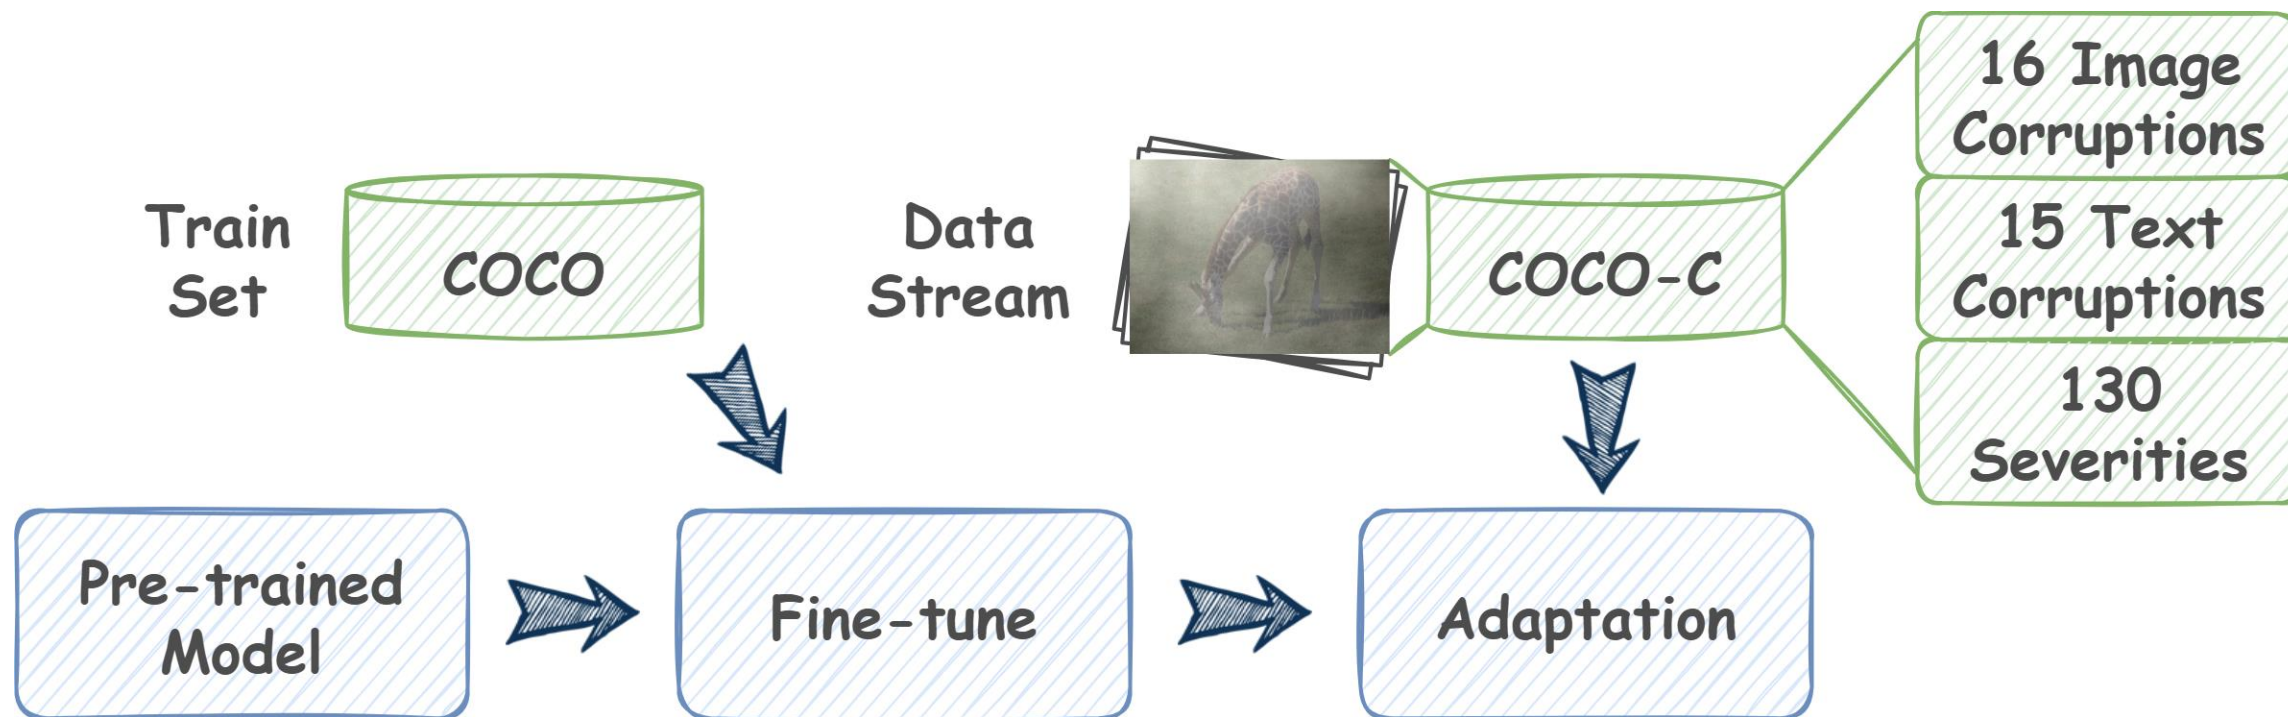 Train
Set
COCO
Data
Stream
COCO-C
16 Image
Corruptions
15 Text
Corruptions
130
Severities
Pre-trained
Model
Fine-tune
Adaptation